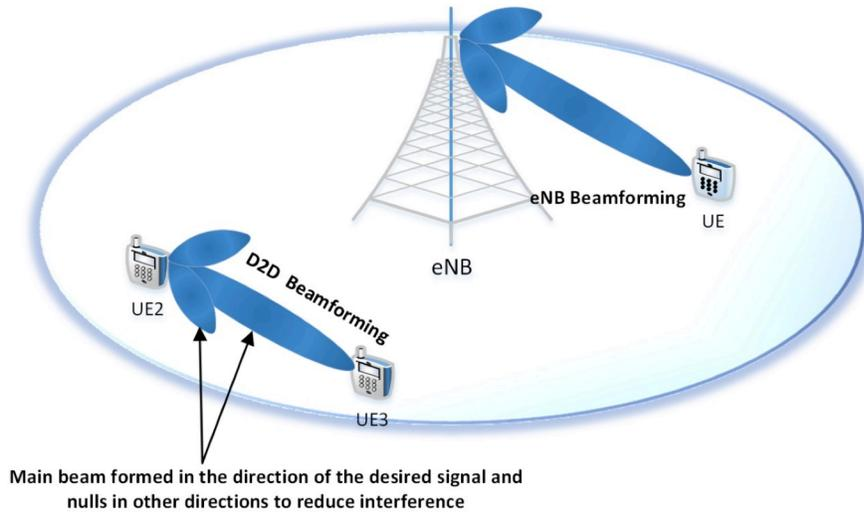 eNB Beamforming
UE
eNB
D2D Beamforming
UE2
UE3
Main beam formed in the direction of the desired signal and
nulls in other directions to reduce interference